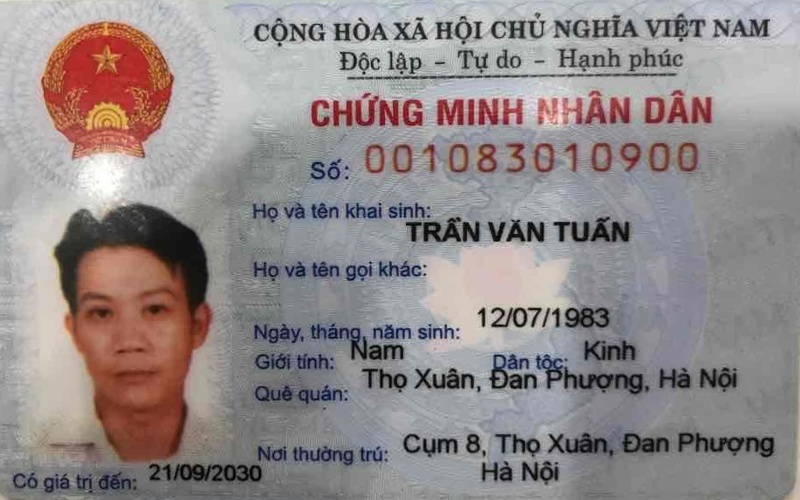 CỘNG HÒA XÃ HỘI CHỦ NGHĨA VIỆT NAM
Độc lập - Tự do - Hạnh phúc
CHỨNG MINH NHÂN DÂN
Số: 001083010900
Họ và tên khai sinh:
TRẦN VĂN TUẤN
Họ và tên gọi khác:
Ngày, tháng, năm sinh: 12/07/1983
Giới tính: Nam Dân tộc: Kinh
Quê quán: Thọ Xuân, Đan Phượng, Hà Nội
Nơi thường trú: Cụm 8, Thọ Xuân, Đan Phượng
Hà Nội
Có giá trị đến: 21/09/2030